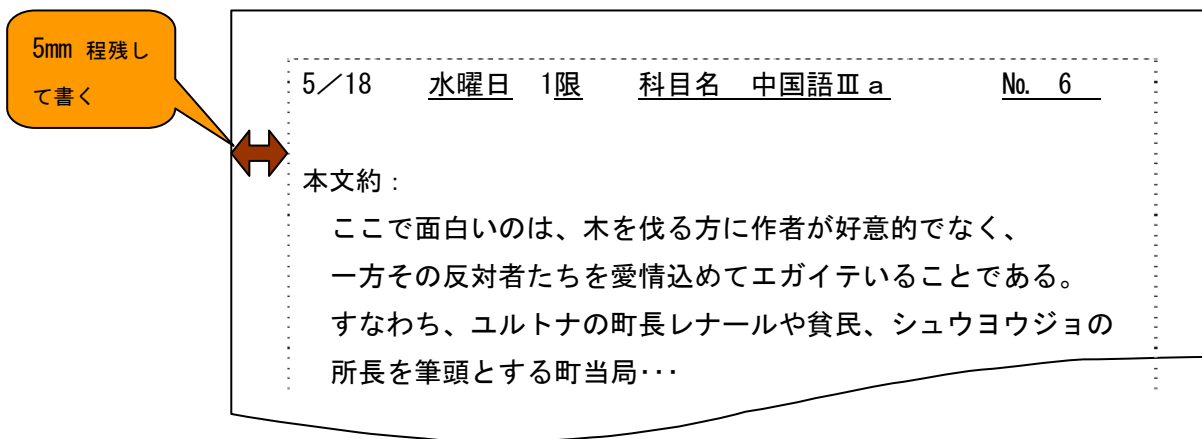 5mm 程残し
て書く
5／18 水曜日 1限 科目名 中国語Ⅲａ No. 6
本文約：
ここで面白いのは、木を伐る方に作者が好意的でなく、
一方その反対者たちを愛情込めてエガイテいることである。
すなわち、ユルトナの町長レナールや貧民、シュウヨウジョの
所長を筆頭とする町当局･･･